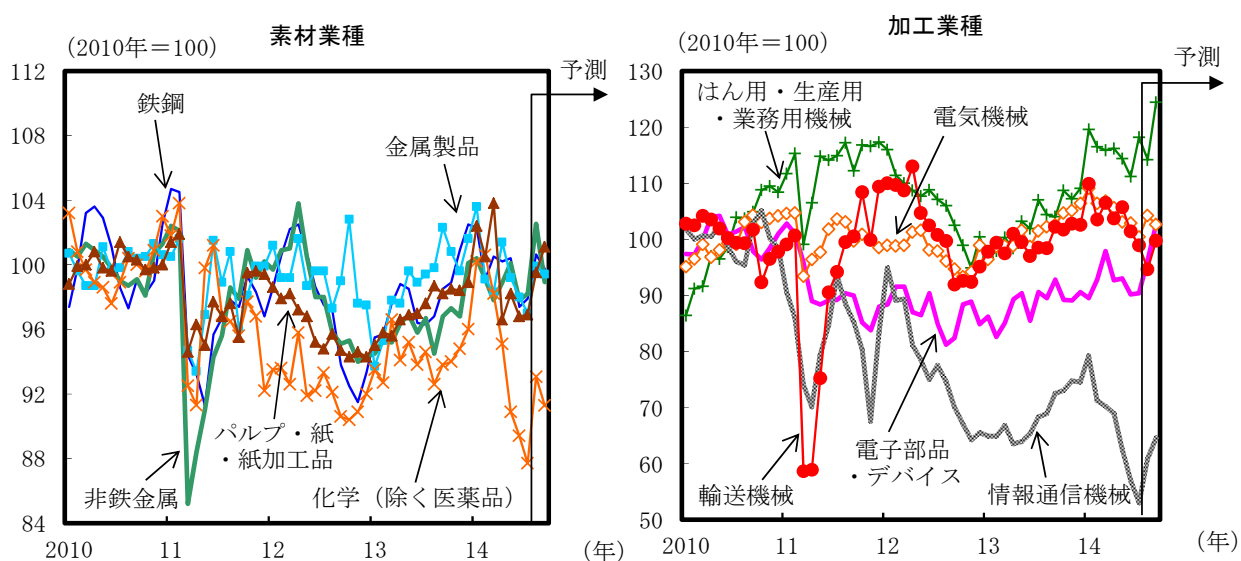 素材業種
（2010年＝100）
予測
112
108
104
100
96
92
88
84
鉄鋼
金属製品
パルプ・紙
・紙加工品
非鉄金属
化学（除く医薬品）
2010
11
12
13
14
（年）
加工業種
（2010年＝100）
予測
130
120
110
100
90
80
70
60
50
はん用・生産用
・業務用機械
電気機械
電子部品
・デバイス
輸送機械
情報通信機械
2010
11
12
13
14
（年）